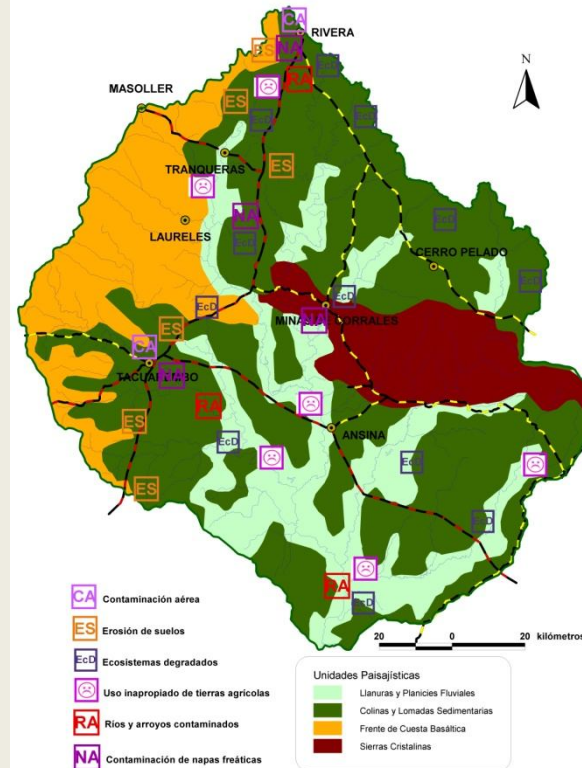 N
CA
RIVERA
ES
NA
RA
EcD
MASOLLER
ES
EcD
EcD
TRANQUERAS
ES
NA
LAURELES
EcD
EcD
CERRO PELADO
EcD
EcD
EcD
MINAS CORRALES
NA
ES
CA
TACUAREMBO
NA
RA
ES
ANSINA
EcD
EcD
ES
EcD
RA
EcD
20 0 20 kilómetros
CA Contaminación aérea
ES Erosión de suelos
EcD Ecosistemas degradados
Uso inapropiado de tierras agrícolas
RA Ríos y arroyos contaminados
NA Contaminación de napas freáticas
Unidades Paisajísticas
Llanuras y Planicies Fluviales
Colinas y Lomadas Sedimentarias
Frente de Cuesta Basáltica
Sierras Cristalinas